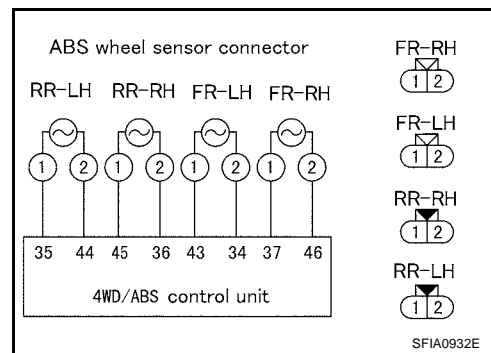 ABS wheel sensor connector
RR-LH RR-RH FR-LH FR-RH
1 2 1 2 1 2 1 2
35 44 45 36 43 34 37 46
4WD/ABS control unit
FR-RH
1 2
FR-LH
1 2
RR-RH
1 2
RR-LH
1 2
SFIA0932E